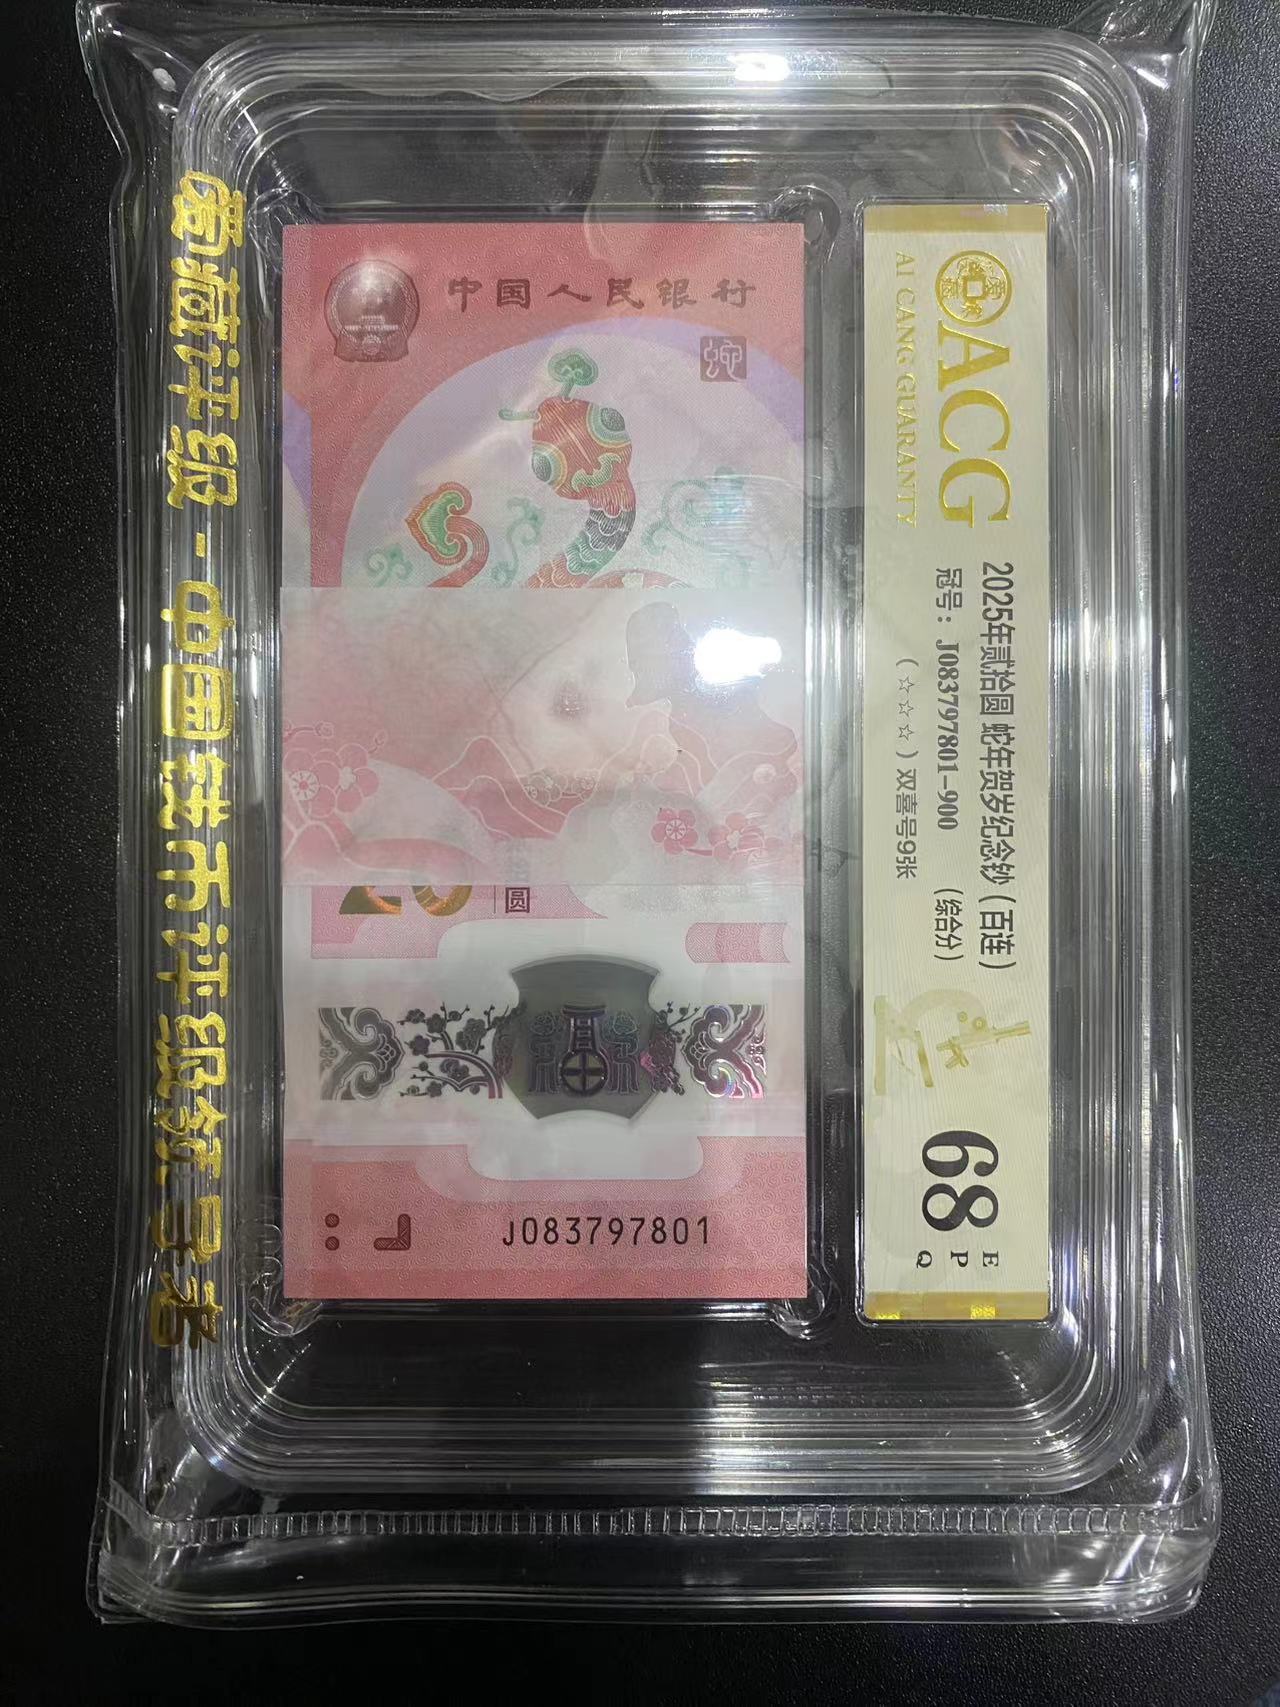 爱藏评级-中国钱币评级领导者
中国人民银行
蛇
20
圆
J083797801
ACG
AI CANG GUARANTY
2025年贰拾圆 蛇年贺岁纪念钞（百连）
冠号：J083797801-900 （综合分）
（☆☆☆）双喜号9张
68
E
P
Q